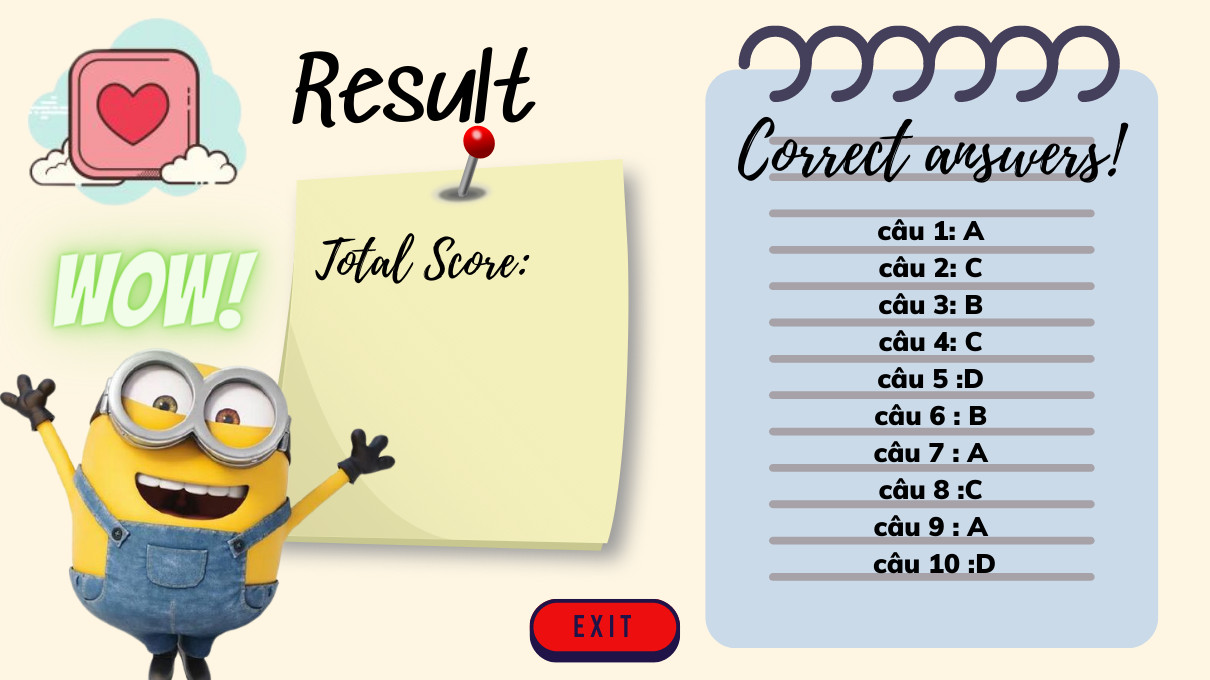 Result
WOW!
Total Score:
EXIT
Correct answers!
câu 1: A
câu 2: C
câu 3: B
câu 4: C
câu 5 :D
câu 6 : B
câu 7 : A
câu 8 :C
câu 9 : A
câu 10 :D